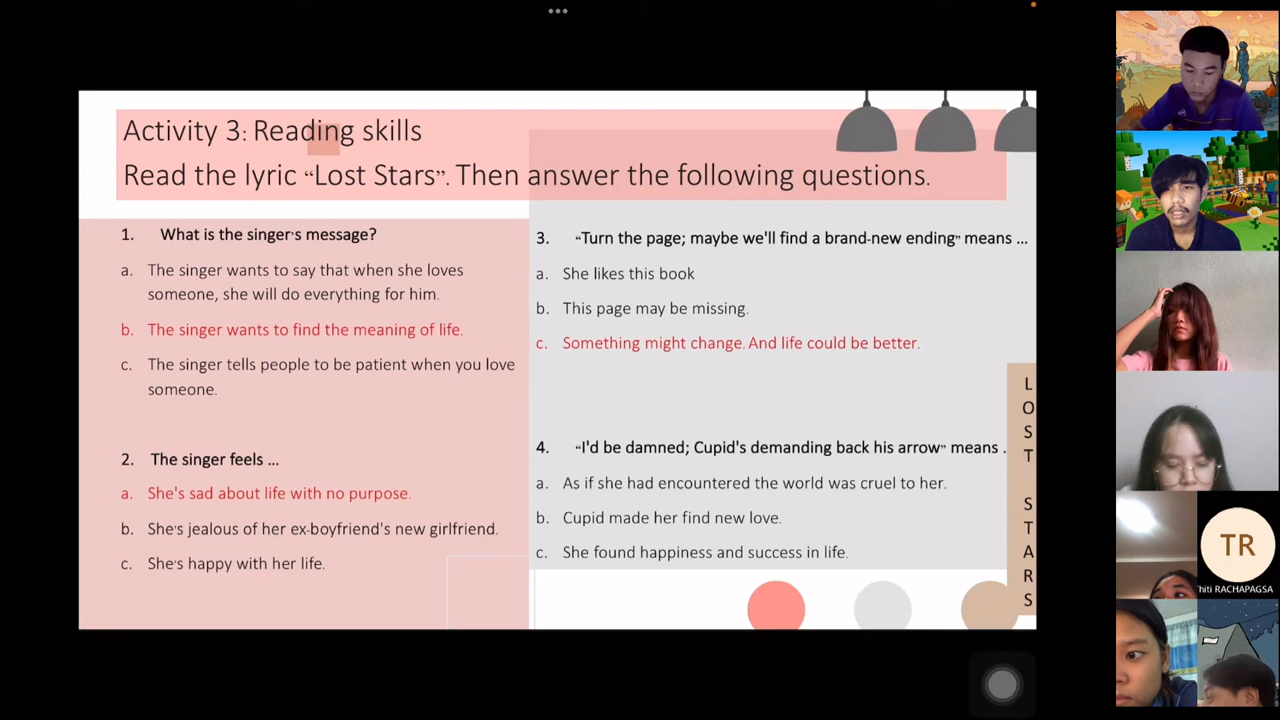 Activity 3: Reading skills
Read the lyric “Lost Stars”. Then answer the following questions.
1. What is the singer's message?
a. The singer wants to say that when she loves
someone, she will do everything for him.
b. The singer wants to find the meaning of life.
c. The singer tells people to be patient when you love
someone.
2. The singer feels ...
a. She's sad about life with no purpose.
b. She's jealous of her ex-boyfriend's new girlfriend.
c. She's happy with her life.
3. “Turn the page; maybe we'll find a brand-new ending” means ...
a. She likes this book
b. This page may be missing.
c. Something might change. And life could be better.
4. “I'd be damned; Cupid's demanding back his arrow” means .
a. As if she had encountered the world was cruel to her.
b. Cupid made her find new love.
c. She found happiness and success in life.
LOST STARS
TR
Thiti RACHAPAGSA